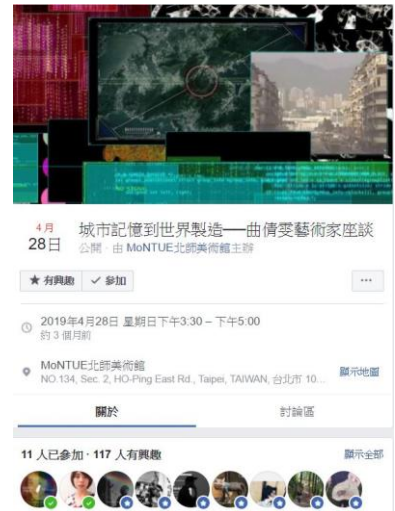 4月
28日
城市記憶到世界製造──曲倩雯藝術家座談
公開 · 由 MoNTUE北師美術館主辦
★ 有興趣
✓ 參加
···
2019年4月28日 星期日下午3:30 – 下午5:00
約 3 個月前
MoNTUE北師美術館
NO.134, Sec. 2, HO-Ping East Rd., Taipei, TAIWAN, 台北市 10...
顯示地圖
關於
討論區
11 人已參加 · 117 人有興趣
顯示全部